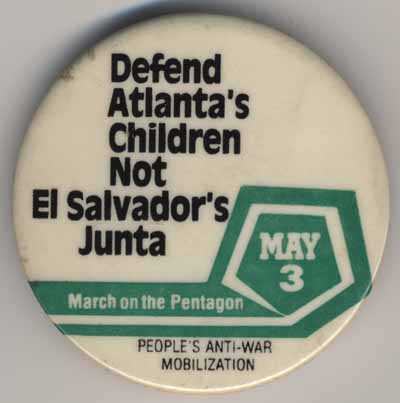 Defend
Atlanta's
Children
Not
El Salvador's
Junta
MAY
3
March on the Pentagon
PEOPLE'S ANTI-WAR
MOBILIZATION